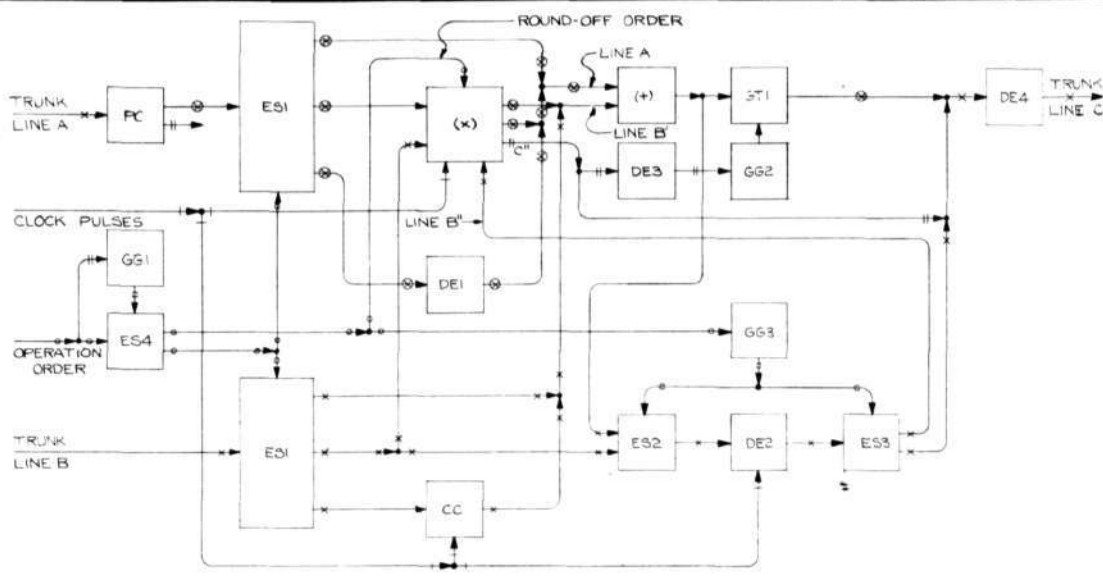 ROUND-OFF ORDER
LINE A
TRUNK
LINE A
PC
ES1
(x)
(+)
GT1
DE4
TRUNK
LINE C
LINE B'
C"
DE3
GG2
CLOCK PULSES
LINE B"
GG1
DE1
ES4
OPERATION
ORDER
GG3
TRUNK
LINE B
ES1
ES2
DE2
ES3
CC